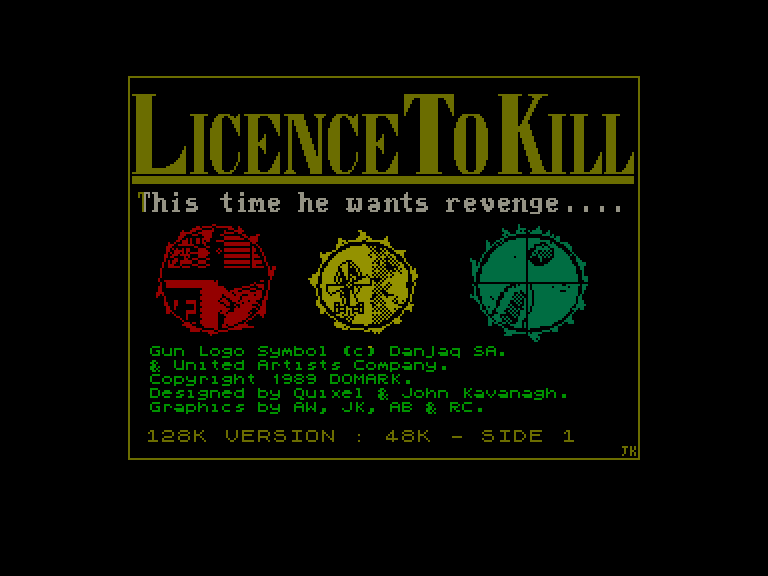 LICENCE TO KILL
This time he wants revenge....
Gun Logo Symbol (c) Danjaq SA.
& United Artists Company.
Copyright 1989 DOMARK.
Designed by Quixel & John Kavanagh.
Graphics by AW, JK, AB & RC.
128K VERSION : 48K - SIDE 1
JK